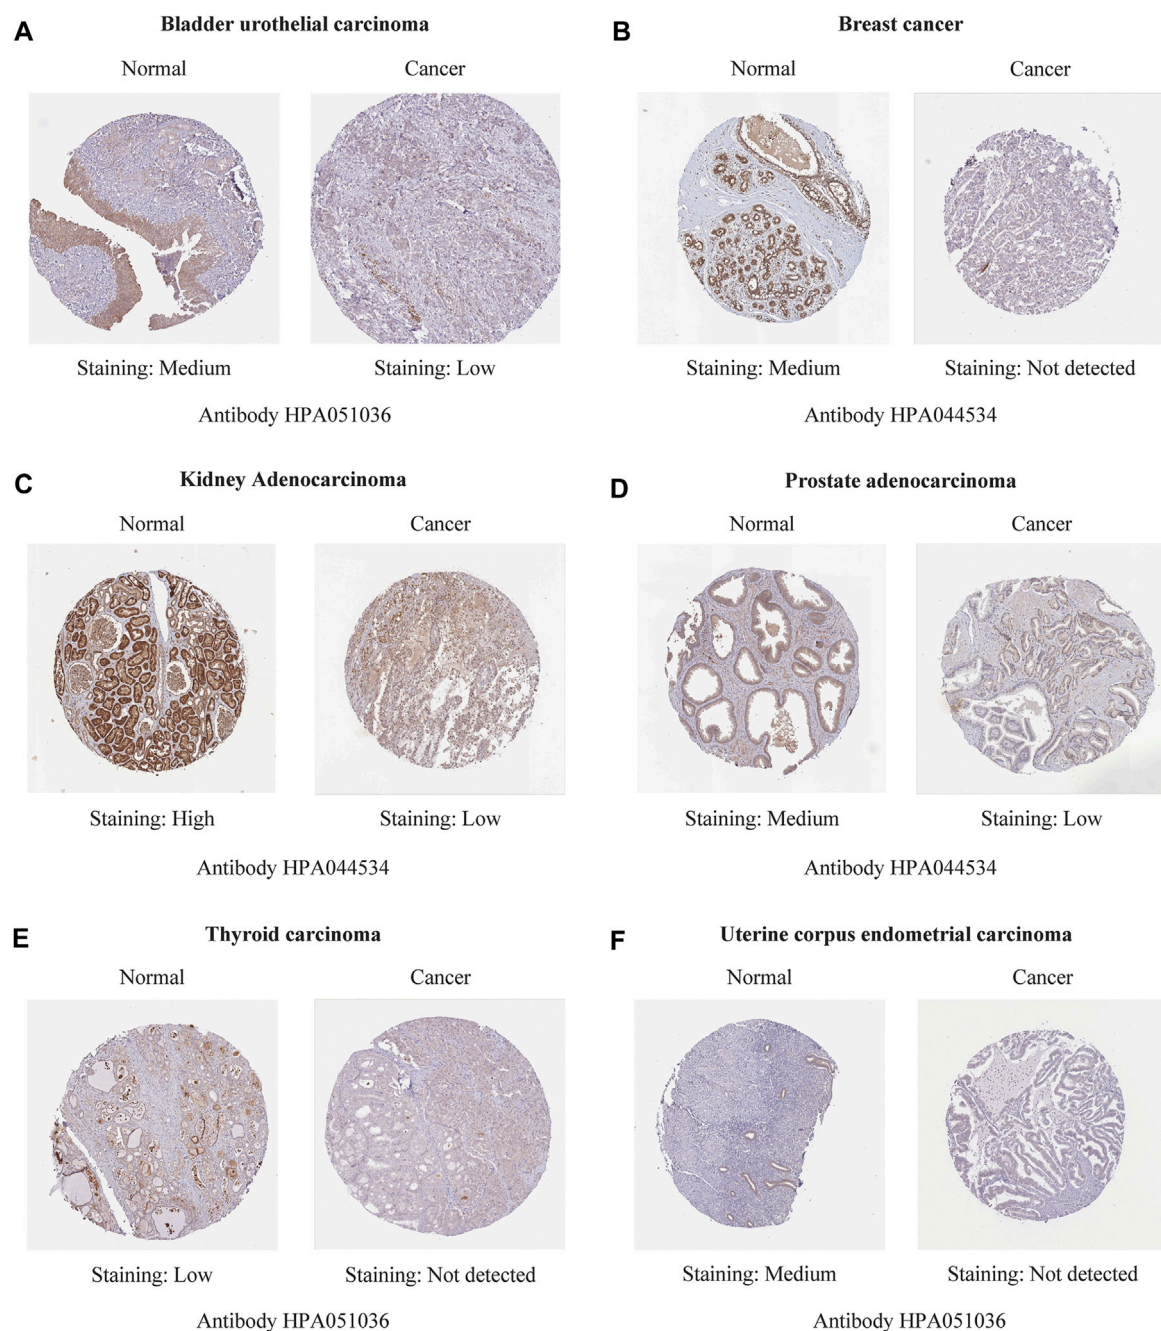 A
Bladder urothelial carcinoma
Normal
Cancer
Staining: Medium
Staining: Low
Antibody HPA051036
B
Breast cancer
Normal
Cancer
Staining: Medium
Staining: Not detected
Antibody HPA044534
C
Kidney Adenocarcinoma
Normal
Cancer
Staining: High
Staining: Low
Antibody HPA044534
D
Prostate adenocarcinoma
Normal
Cancer
Staining: Medium
Staining: Low
Antibody HPA044534
E
Thyroid carcinoma
Normal
Cancer
Staining: Low
Staining: Not detected
Antibody HPA051036
F
Uterine corpus endometrial carcinoma
Normal
Cancer
Staining: Medium
Staining: Not detected
Antibody HPA051036